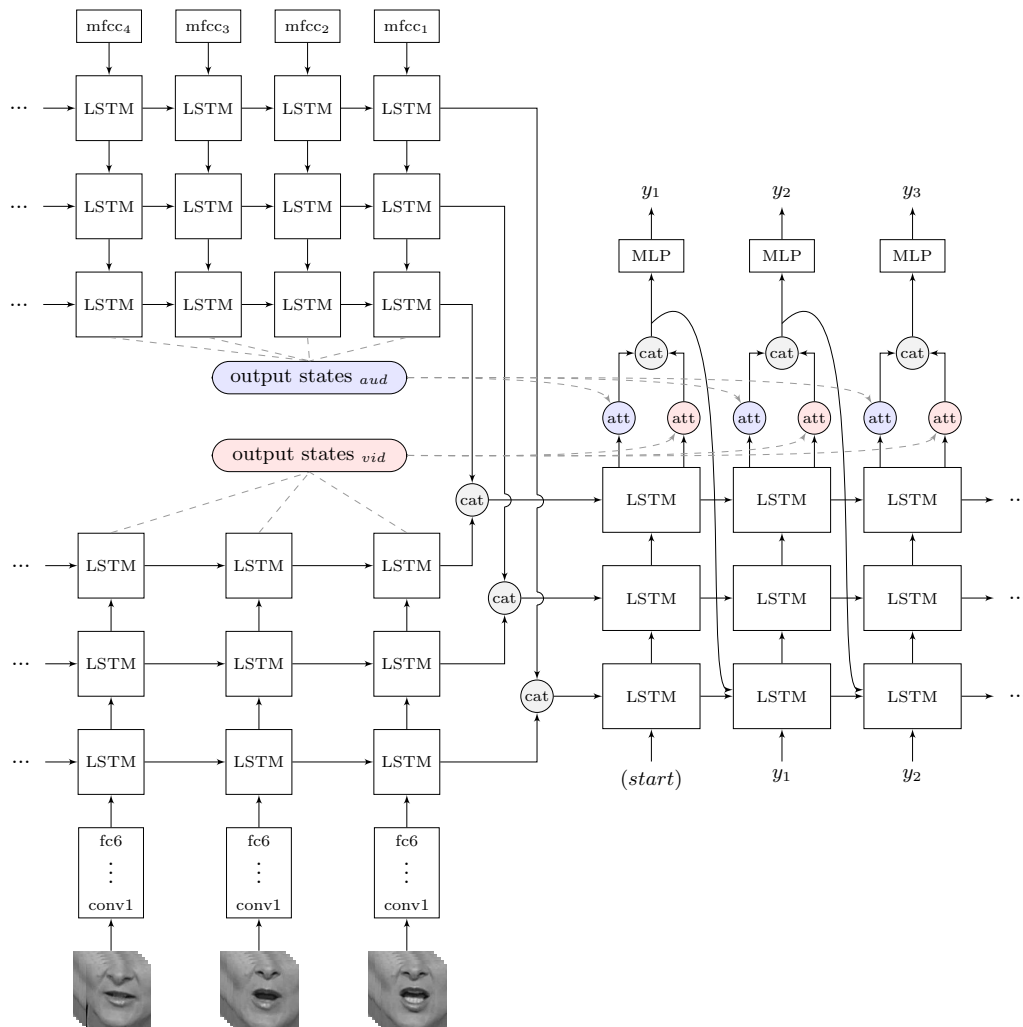 mfcc4 mfcc3 mfcc2 mfcc1
... LSTM LSTM LSTM LSTM
... LSTM LSTM LSTM LSTM
... LSTM LSTM LSTM LSTM
output states aud
output states vid
... LSTM LSTM LSTM
... LSTM LSTM LSTM
... LSTM LSTM LSTM
fc6 fc6 fc6
⋮ ⋮ ⋮
conv1 conv1 conv1
cat
cat
cat
y1 y2 y3
MLP MLP MLP
cat cat cat
att att att att att att
LSTM LSTM LSTM ..
LSTM LSTM LSTM ..
LSTM LSTM LSTM ..
(start) y1 y2